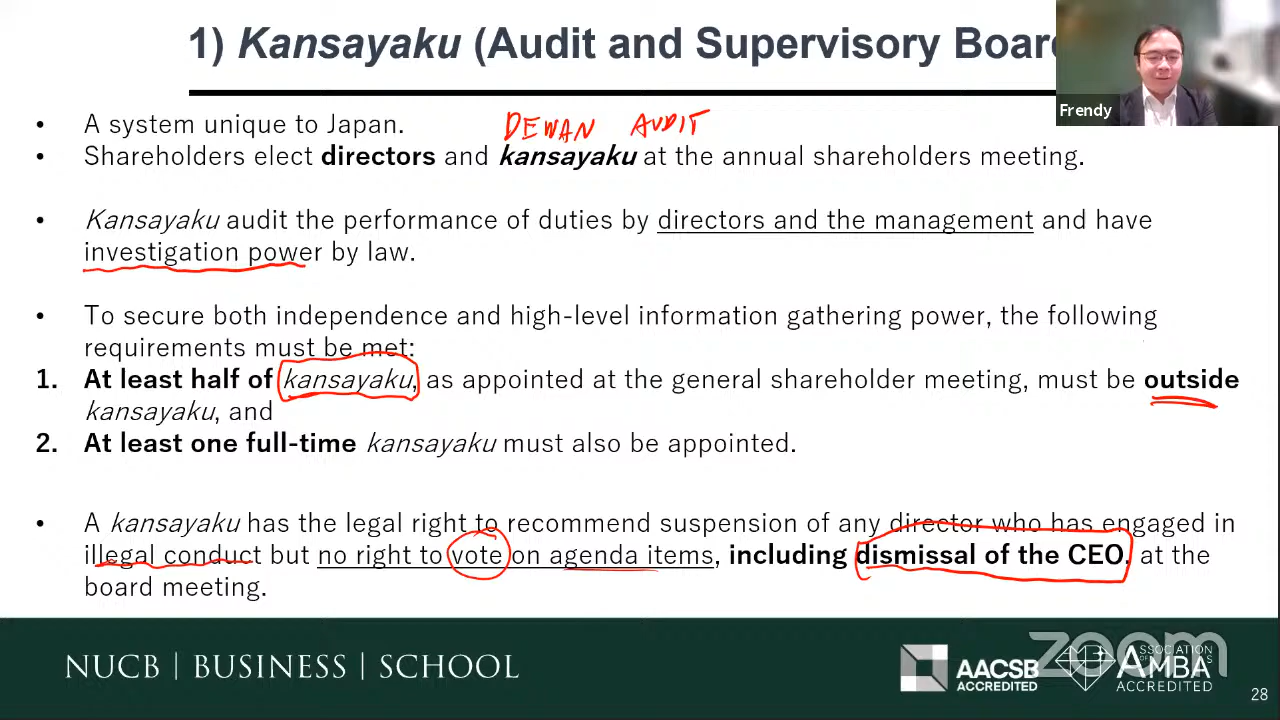 1) Kansayaku (Audit and Supervisory Boar
Frendy
• A system unique to Japan.
DEWAN AUDIT
• Shareholders elect directors and kansayaku at the annual shareholders meeting.
• Kansayaku audit the performance of duties by directors and the management and have
investigation power by law.
• To secure both independence and high-level information gathering power, the following
requirements must be met:
1. At least half of kansayaku, as appointed at the general shareholder meeting, must be outside
kansayaku, and
2. At least one full-time kansayaku must also be appointed.
• A kansayaku has the legal right to recommend suspension of any director who has engaged in
illegal conduct but no right to vote on agenda items, including dismissal of the CEO, at the
board meeting.
NUCB | BUSINESS | SCHOOL
AACSB
ACCREDITED
ASSOCIATION
AMBA
ACCREDITED
zoom
28